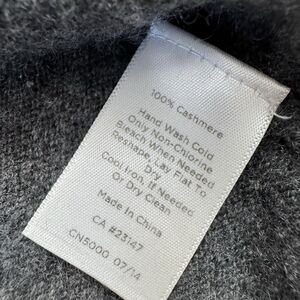 100% Cashmere
Hand Wash Cold
Only Non-Chlorine
Bleach When Needed
Reshape, Lay Flat To
Dry
Cool Iron, If Needed
Or Dry Clean
Made In China
CA #23147
CN5000 07/14